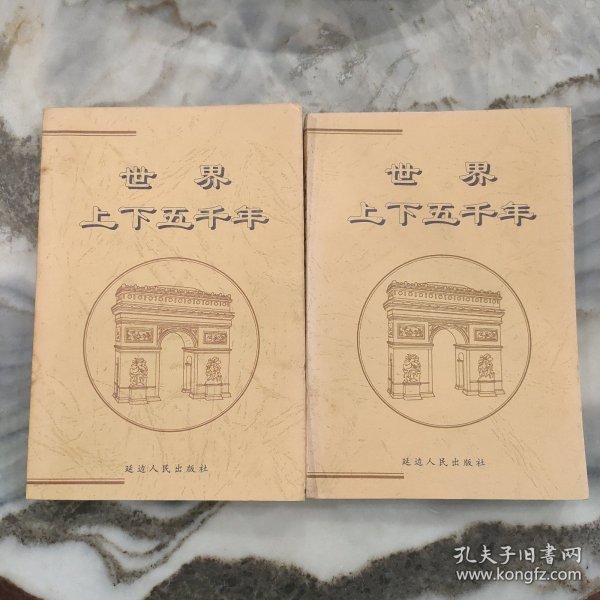 世界
上下五千年
延边人民出版社
世界
上下五千年
延边人民出版社
孔夫子旧书网
www.kongfz.com